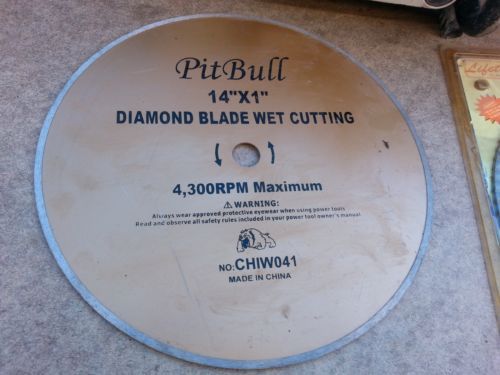 PitBull
14"X1"
DIAMOND BLADE WET CUTTING
4,300RPM Maximum
⚠ WARNING:
Always wear approved protective eyewear when using power tools
Read and observe all safety rules included in your power tool owner's manual
NO:CHIW041
MADE IN CHINA